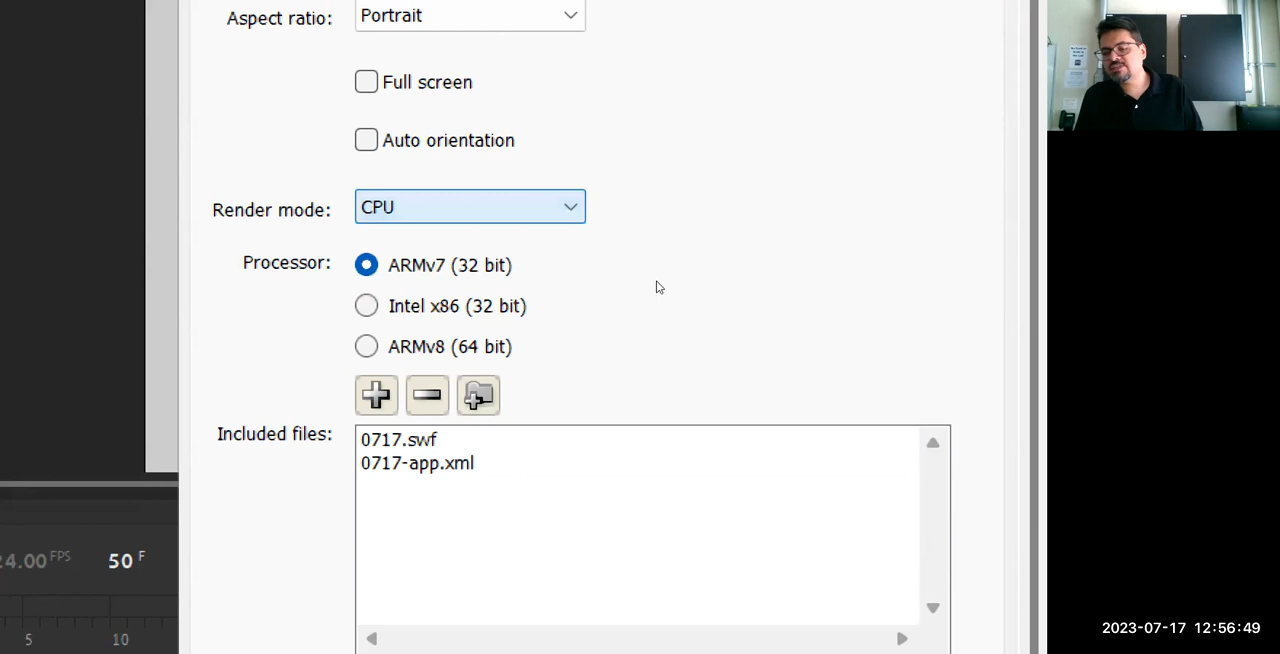 Aspect ratio: Portrait
Full screen
Auto orientation
Render mode: CPU
Processor: ARMv7 (32 bit)
Intel x86 (32 bit)
ARMv8 (64 bit)
Included files: 0717.swf
0717-app.xml
24.00 FPS 50 F
5 10
2023-07-17 12:56:49